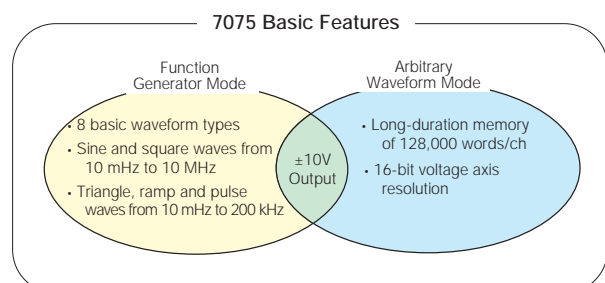 7075 Basic Features
Function
Generator Mode
Arbitrary
Waveform Mode
• 8 basic waveform types
• Sine and square waves from
10 mHz to 10 MHz
• Triangle, ramp and pulse
waves from 10 mHz to 200 kHz
±10V
Output
• Long-duration memory
of 128,000 words/ch
• 16-bit voltage axis
resolution